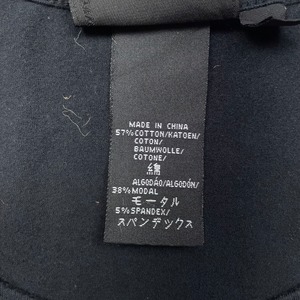 MADE IN CHINA
57%COTTON/KATOEN/
COTON/
BAUMWOLLE/
COTONE/
綿
ALGODÃO/ALGODÓN/
38%MODAL
モータル
5%SPANDEX/
スパンデックス